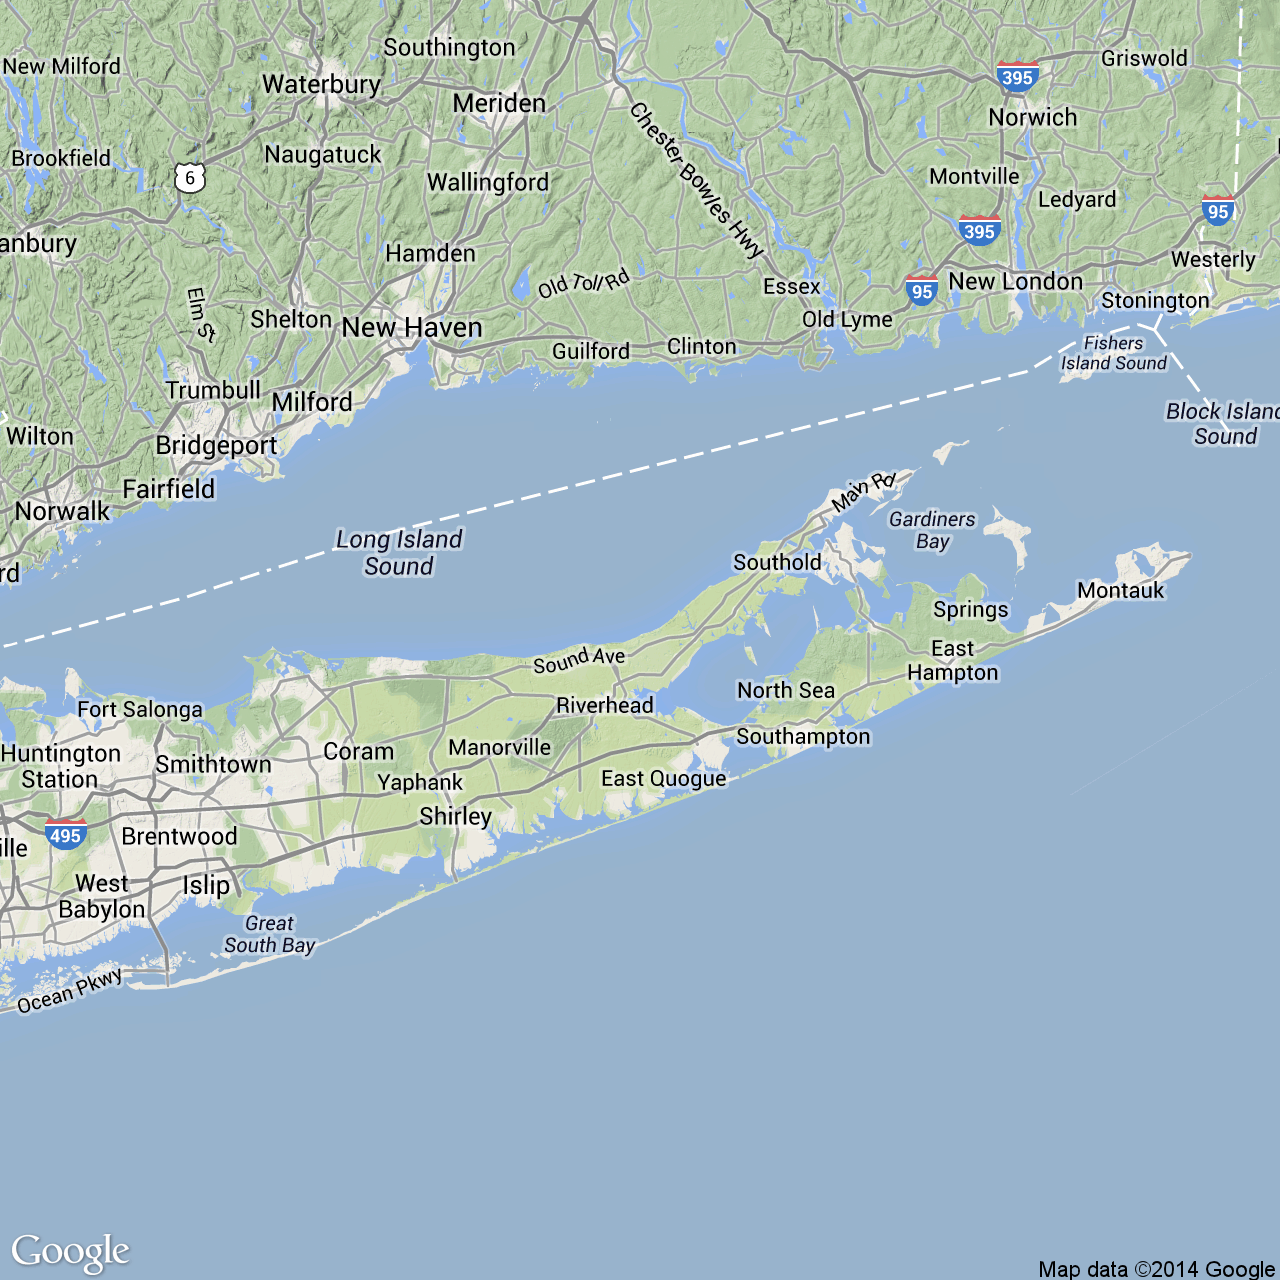 Southington
New Milford
Griswold
Waterbury
395
Meriden
Norwich
Chester Bowles Hwy
Naugatuck
Brookfield
6
Wallingford
Montville
Ledyard
95
395
anbury
Hamden
Westerly
Old Toll Rd
Essex
95
New London
Stonington
Elm St
Shelton
New Haven
Old Lyme
Guilford
Clinton
Fishers
Island Sound
Trumbull
Milford
Block Island
Sound
Wilton
Bridgeport
Fairfield
Main Rd
Norwalk
Gardiners
Bay
Long Island
Sound
Southold
rd
Montauk
Springs
East
Hampton
Sound Ave
North Sea
Fort Salonga
Riverhead
Southampton
Huntington
Station
Smithtown
Coram
Manorville
Yaphank
East Quogue
Shirley
495
Brentwood
ille
West
Babylon
Islip
Great
South Bay
Ocean Pkwy
Google
Map data ©2014 Google